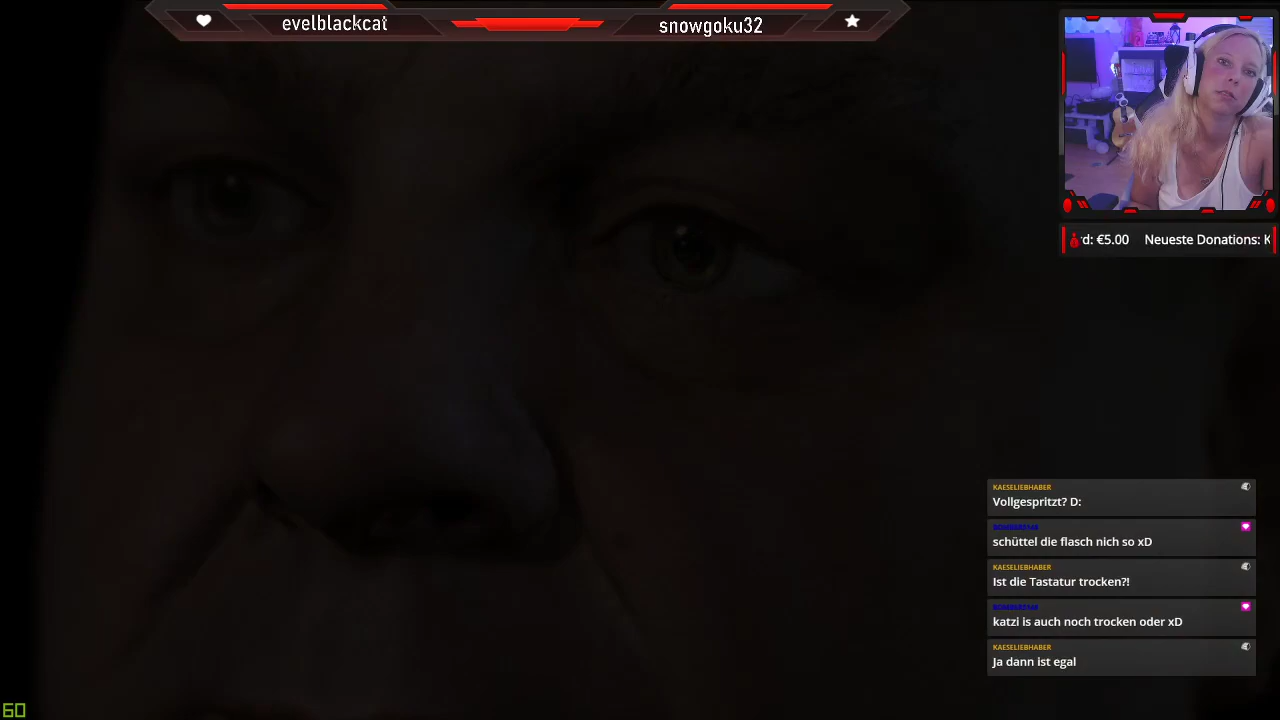 evelblackcat
snowgoku32
rd: €5.00 Neueste Donations: K
KAESELIEBHABER
Vollgespritzt? D:
schüttel die flasch nich so xD
KAESELIEBHABER
Ist die Tastatur trocken?!
katzi is auch noch trocken oder xD
KAESELIEBHABER
Ja dann ist egal
60